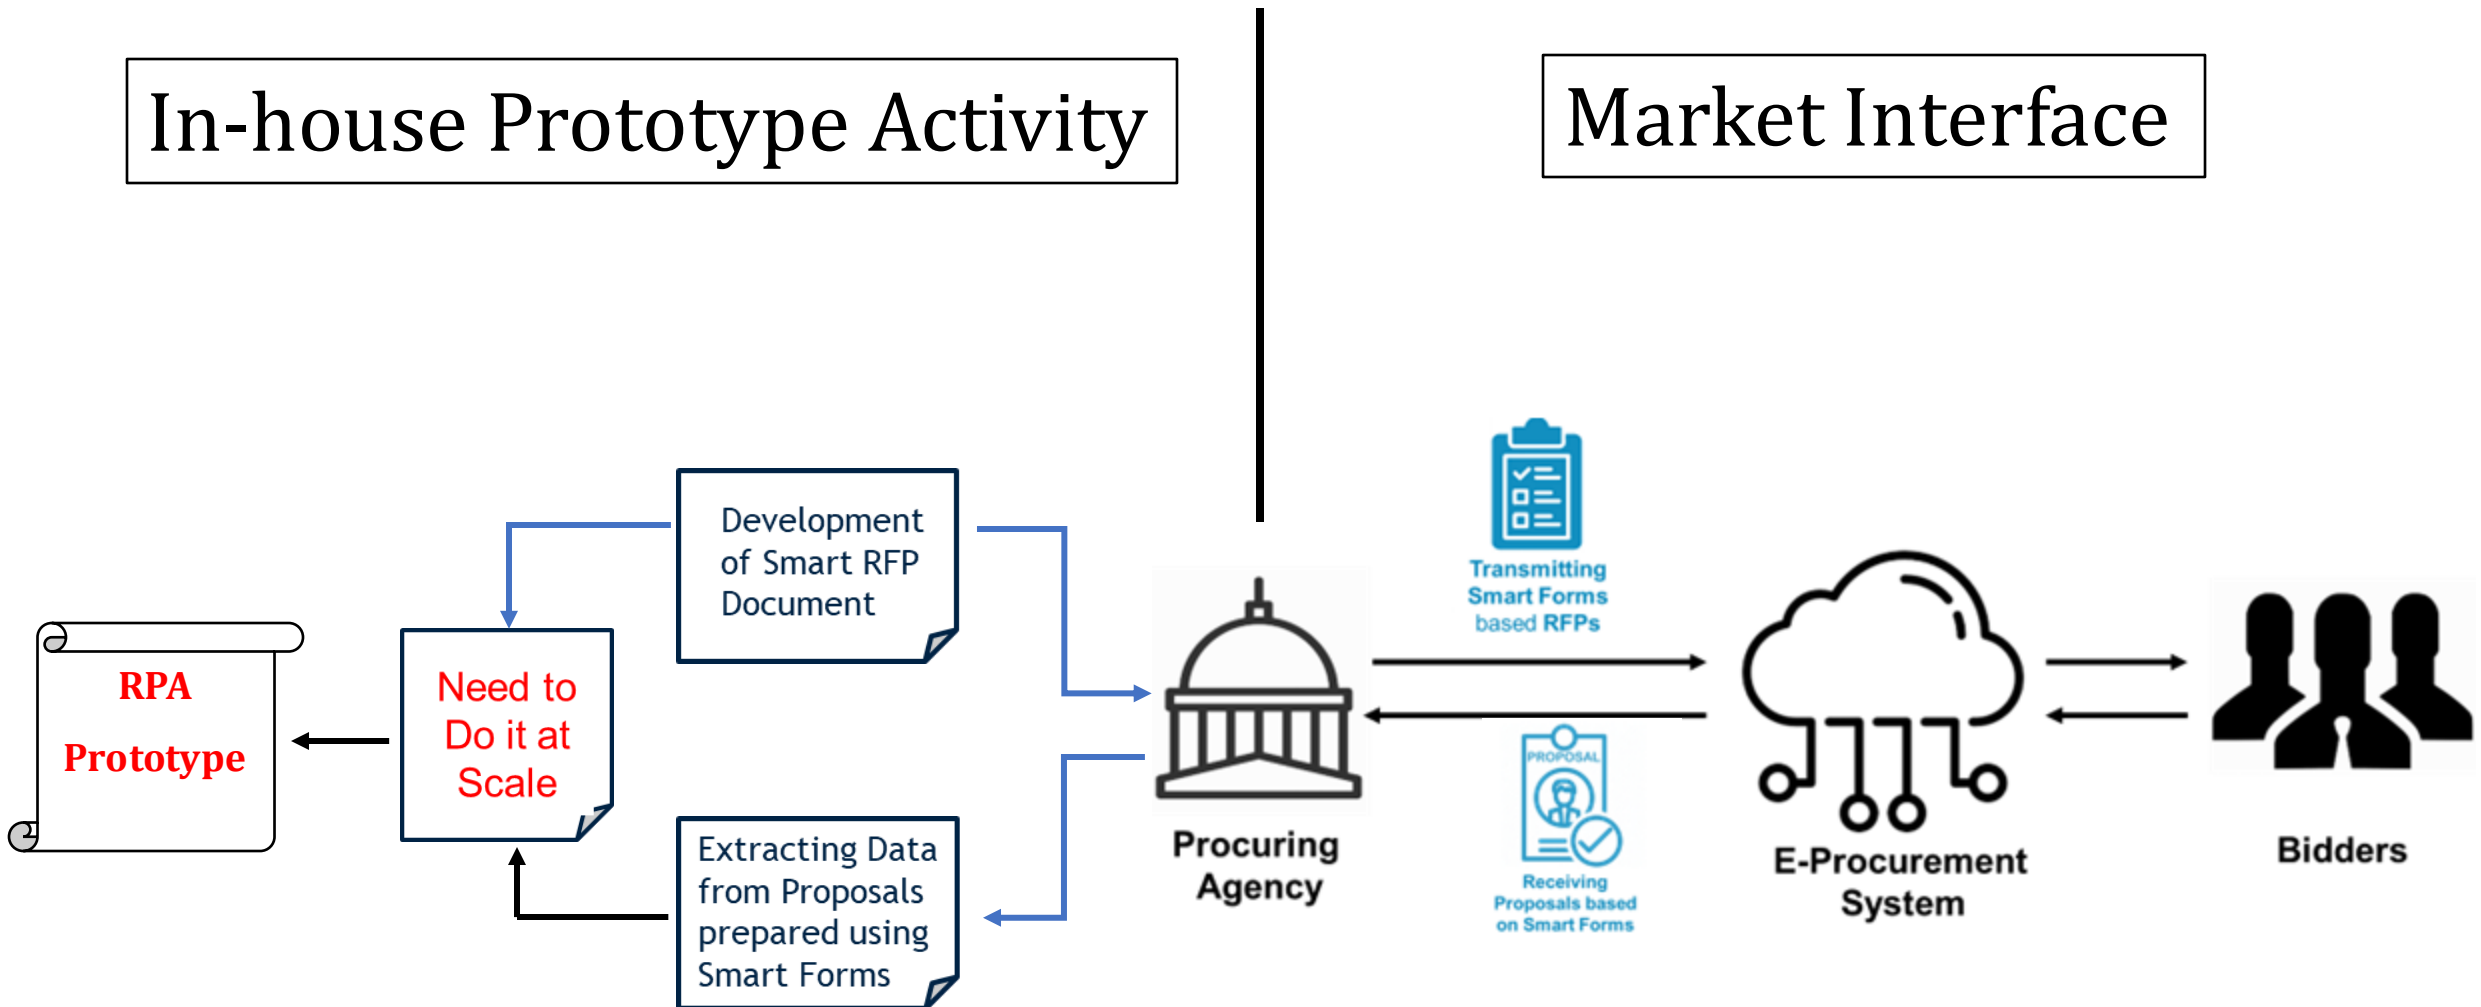 In-house Prototype Activity
Market Interface
Development
of Smart RFP
Document
Transmitting
Smart Forms
based RFPs
RPA
Prototype
Need to
Do it at
Scale
PROPOSAL
Extracting Data
from Proposals
prepared using
Smart Forms
Procuring
Agency
Receiving
Proposals based
on Smart Forms
E-Procurement
System
Bidders